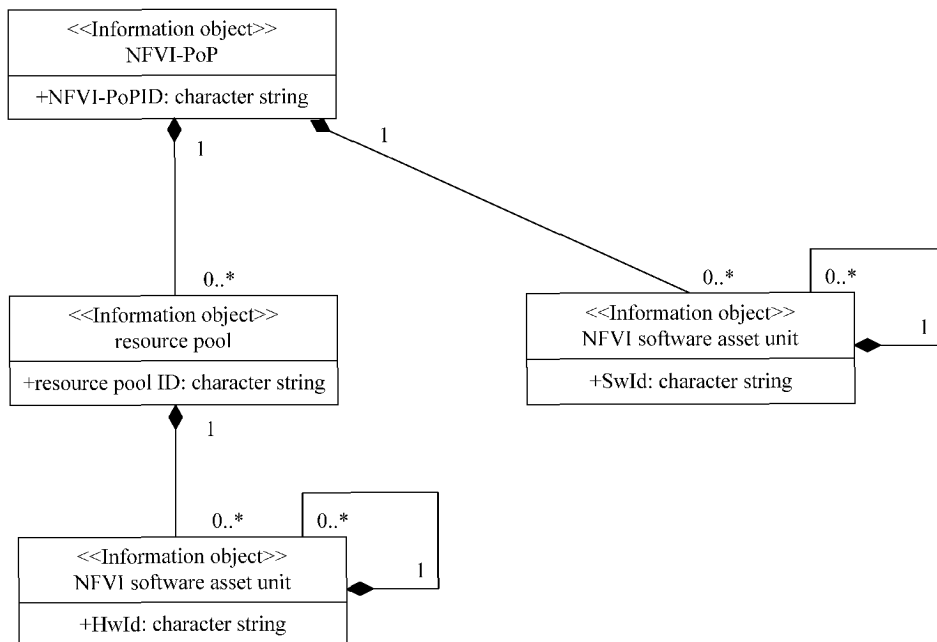 <<Information object>>
NFVI-PoP
+NFVI-PoPID: character string
1
1
0..*
0..*
0..*
<<Information object>>
resource pool
+resource pool ID: character string
<<Information object>>
NFVI software asset unit
+SwId: character string
1
1
0..*
0..*
<<Information object>>
NFVI software asset unit
+HwId: character string
1